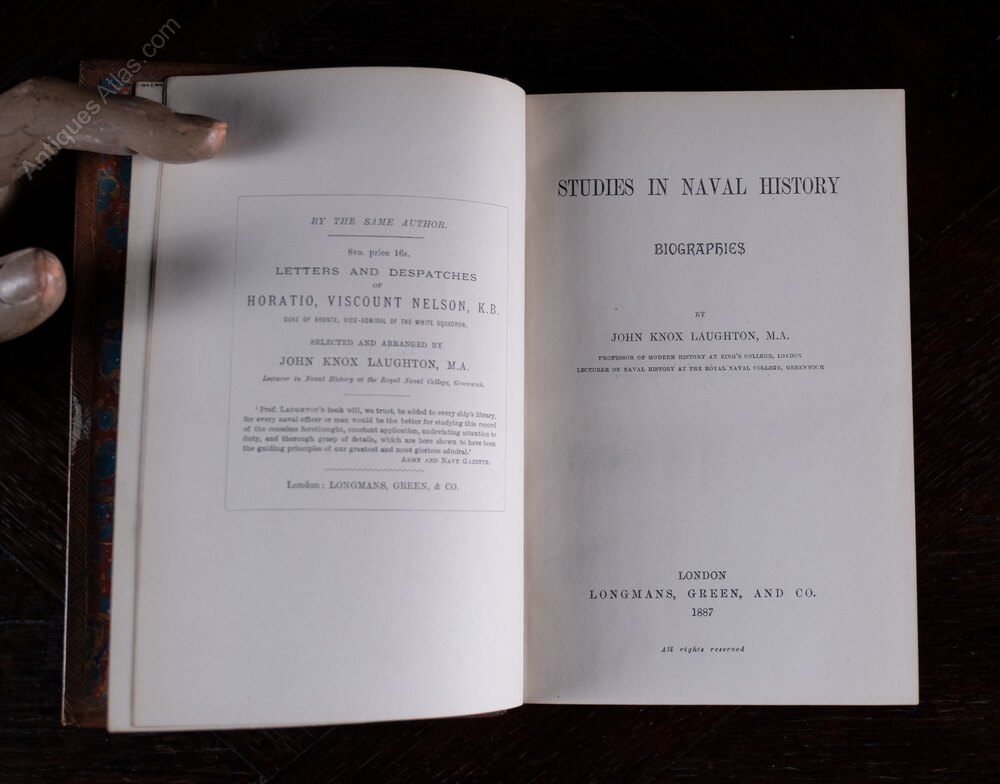 Antiques Atlas.com
BY THE SAME AUTHOR.
8vo. price 16s.
LETTERS AND DESPATCHES
OF
HORATIO, VISCOUNT NELSON, K.B.
DUKE OF BRONTE, VICE-ADMIRAL OF THE WHITE SQUADRON.
SELECTED AND ARRANGED BY
JOHN KNOX LAUGHTON, M.A.
Lecturer in Naval History at the Royal Naval College, Greenwich.
'Prof. LAUGHTON'S book will, we trust, be added to every ship's library,
for every naval officer or man would be the better for studying this record
of the ceaseless forethought, constant application, undeviating attention to
duty, and thorough grasp of details, which are here shown to have been
the guiding principles of our greatest and most glorious admiral.'
ARMY AND NAVY GAZETTE.
London: LONGMANS, GREEN, & CO.
STUDIES IN NAVAL HISTORY
BIOGRAPHIES
BY
JOHN KNOX LAUGHTON, M.A.
PROFESSOR OF MODERN HISTORY AT KING'S COLLEGE, LONDON
LECTURER ON NAVAL HISTORY AT THE ROYAL NAVAL COLLEGE, GREENWICH
LONDON
LONGMANS, GREEN, AND CO.
1887
All rights reserved